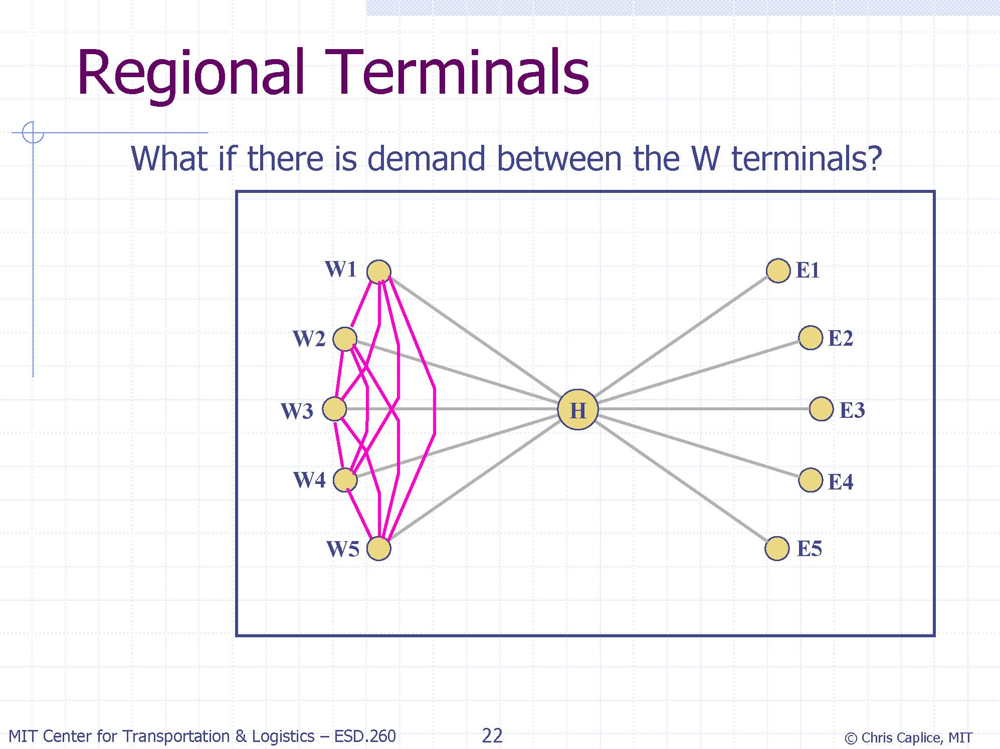 Regional Terminals
What if there is demand between the W terminals?
W1
E1
W2
E2
W3
H
E3
W4
E4
W5
E5
MIT Center for Transportation & Logistics – ESD.260
22
© Chris Caplice, MIT